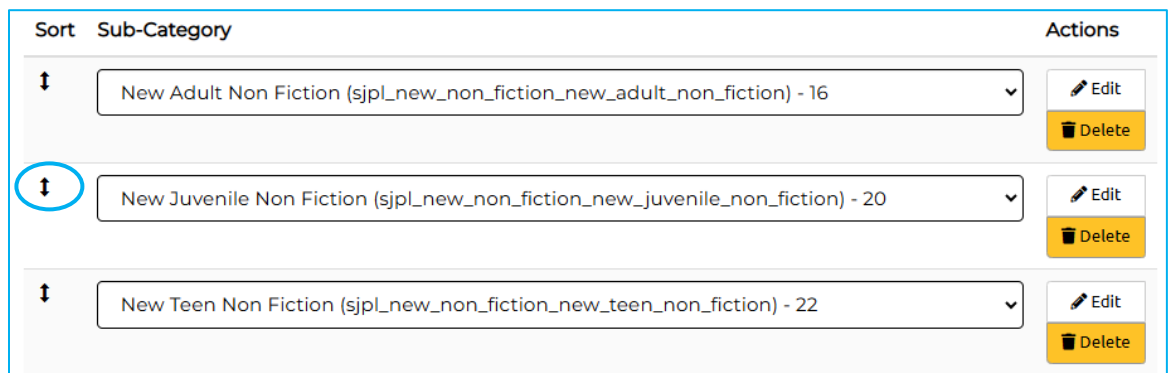 Sort Sub-Category Actions
New Adult Non Fiction (sjpl_new_non_fiction_new_adult_non_fiction) - 16 Edit
Delete
New Juvenile Non Fiction (sjpl_new_non_fiction_new_juvenile_non_fiction) - 20 Edit
Delete
New Teen Non Fiction (sjpl_new_non_fiction_new_teen_non_fiction) - 22 Edit
Delete